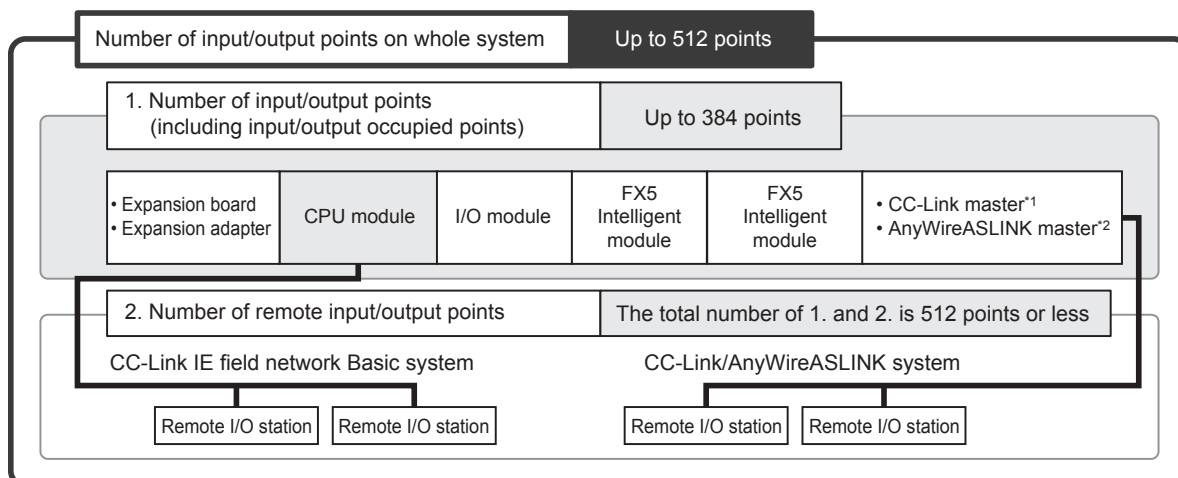 Number of input/output points on whole system
Up to 512 points
1. Number of input/output points
(including input/output occupied points)
Up to 384 points
• Expansion board
• Expansion adapter
CPU module
I/O module
FX5
Intelligent
module
FX5
Intelligent
module
• CC-Link master*1
• AnyWireASLINK master*2
2. Number of remote input/output points
The total number of 1. and 2. is 512 points or less
CC-Link IE field network Basic system
CC-Link/AnyWireASLINK system
Remote I/O station
Remote I/O station
Remote I/O station
Remote I/O station